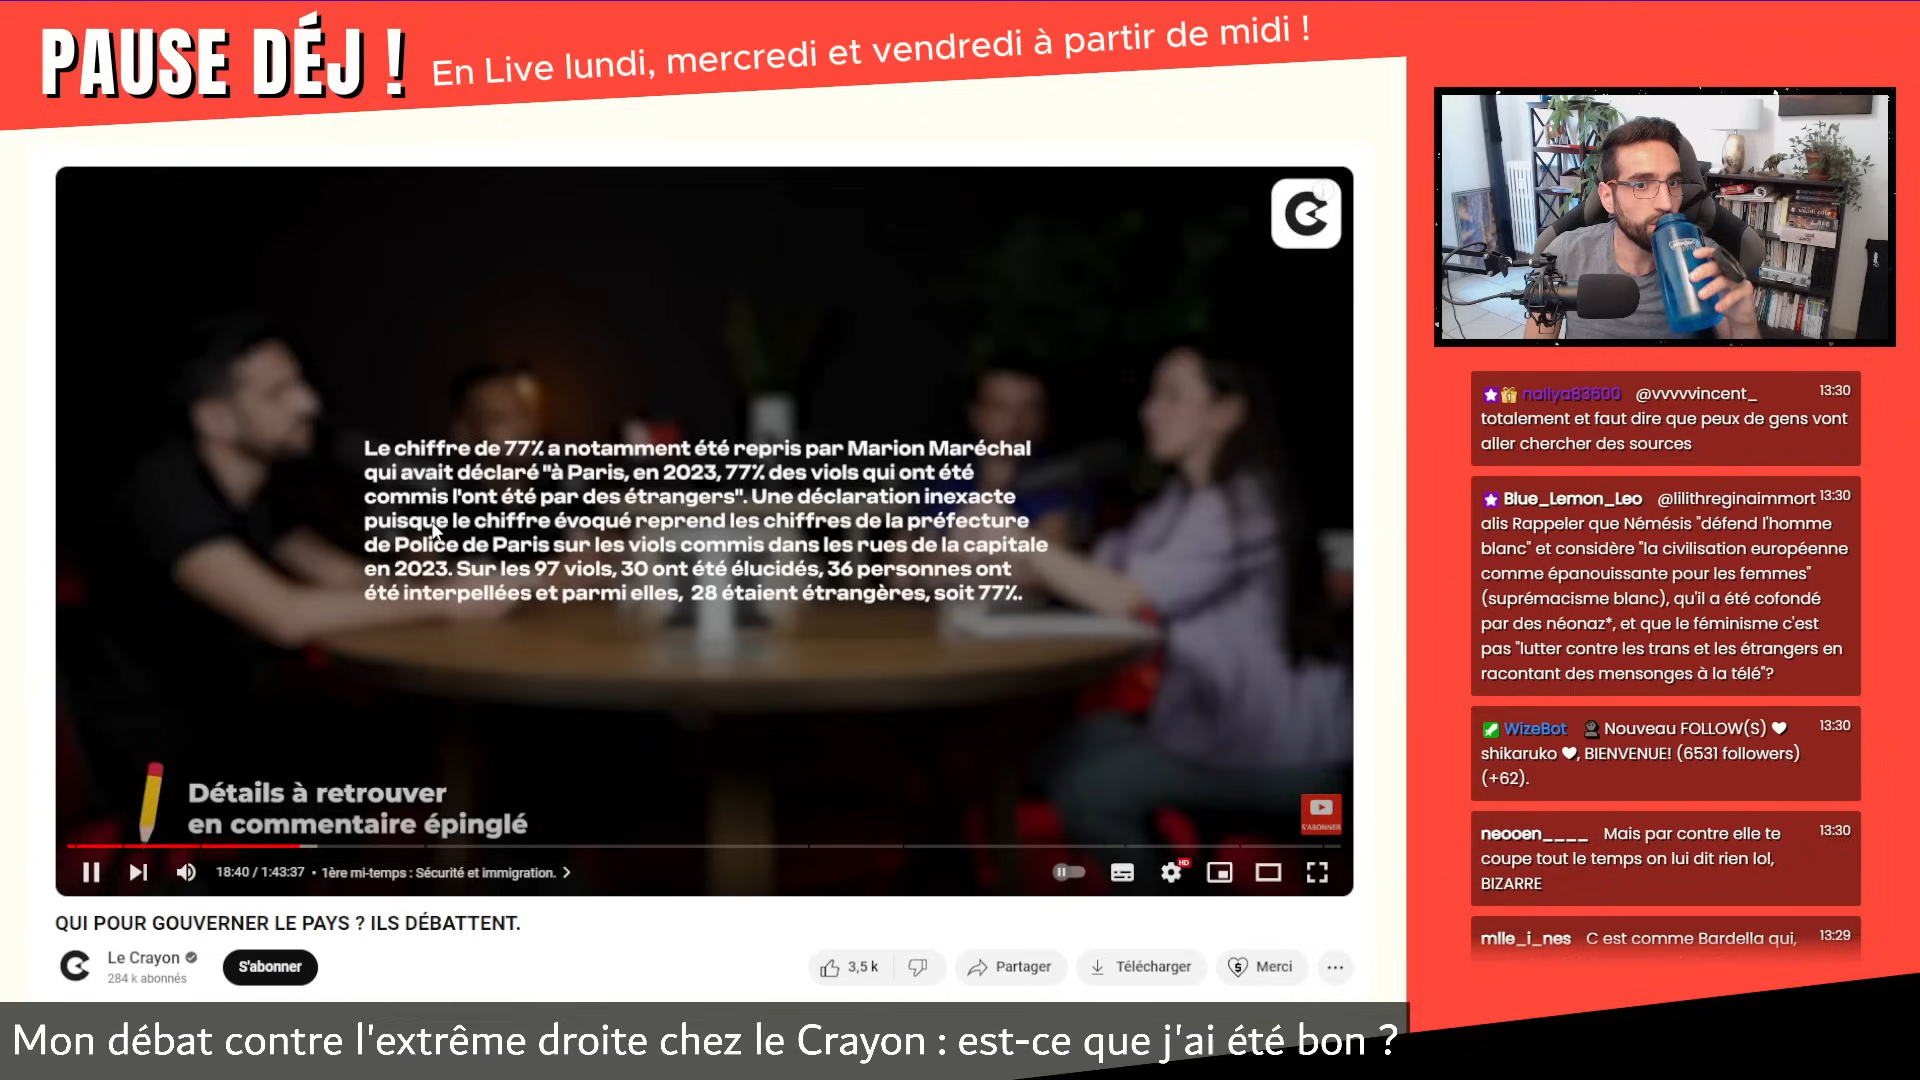 PAUSE DÉJ !
En Live lundi, mercredi et vendredi à partir de midi !
Le chiffre de 77% a notamment été repris par Marion Maréchal
qui avait déclaré "à Paris, en 2023, 77% des viols qui ont été
commis l'ont été par des étrangers". Une déclaration inexacte
puisque le chiffre évoqué reprend les chiffres de la préfecture
de Police de Paris sur les viols commis dans les rues de la capitale
en 2023. Sur les 97 viols, 30 ont été élucidés, 36 personnes ont
été interpellées et parmi elles, 28 étaient étrangères, soit 77%.
Détails à retrouver
en commentaire épinglé
S'ABONNER
18:40 / 1:43:37 • 1ère mi-temps : Sécurité et immigration.
HD
QUI POUR GOUVERNER LE PAYS ? ILS DÉBATTENT.
Le Crayon
284 k abonnés
S'abonner
3,5 k
Partager
Télécharger
Merci
nallya83600 @vvvvvincent_ 13:30
totalement et faut dire que peux de gens vont
aller chercher des sources
Blue_Lemon_Leo @lilithreginaimmort 13:30
alis Rappeler que Némésis "défend l'homme
blanc" et considère "la civilisation européenne
comme épanouissante pour les femmes"
(suprémacisme blanc), qu'il a été cofondé
par des néonaz*, et que le féminisme c'est
pas "lutter contre les trans et les étrangers en
racontant des mensonges à la télé"?
WizeBot Nouveau FOLLOW(S) 13:30
shikaruko , BIENVENUE! (6531 followers)
(+62).
neooen____ Mais par contre elle te 13:30
coupe tout le temps on lui dit rien lol,
BIZARRE
mlle_i_nes C est comme Bardella qui, 13:29
Mon débat contre l'extrême droite chez le Crayon : est-ce que j'ai été bon ?